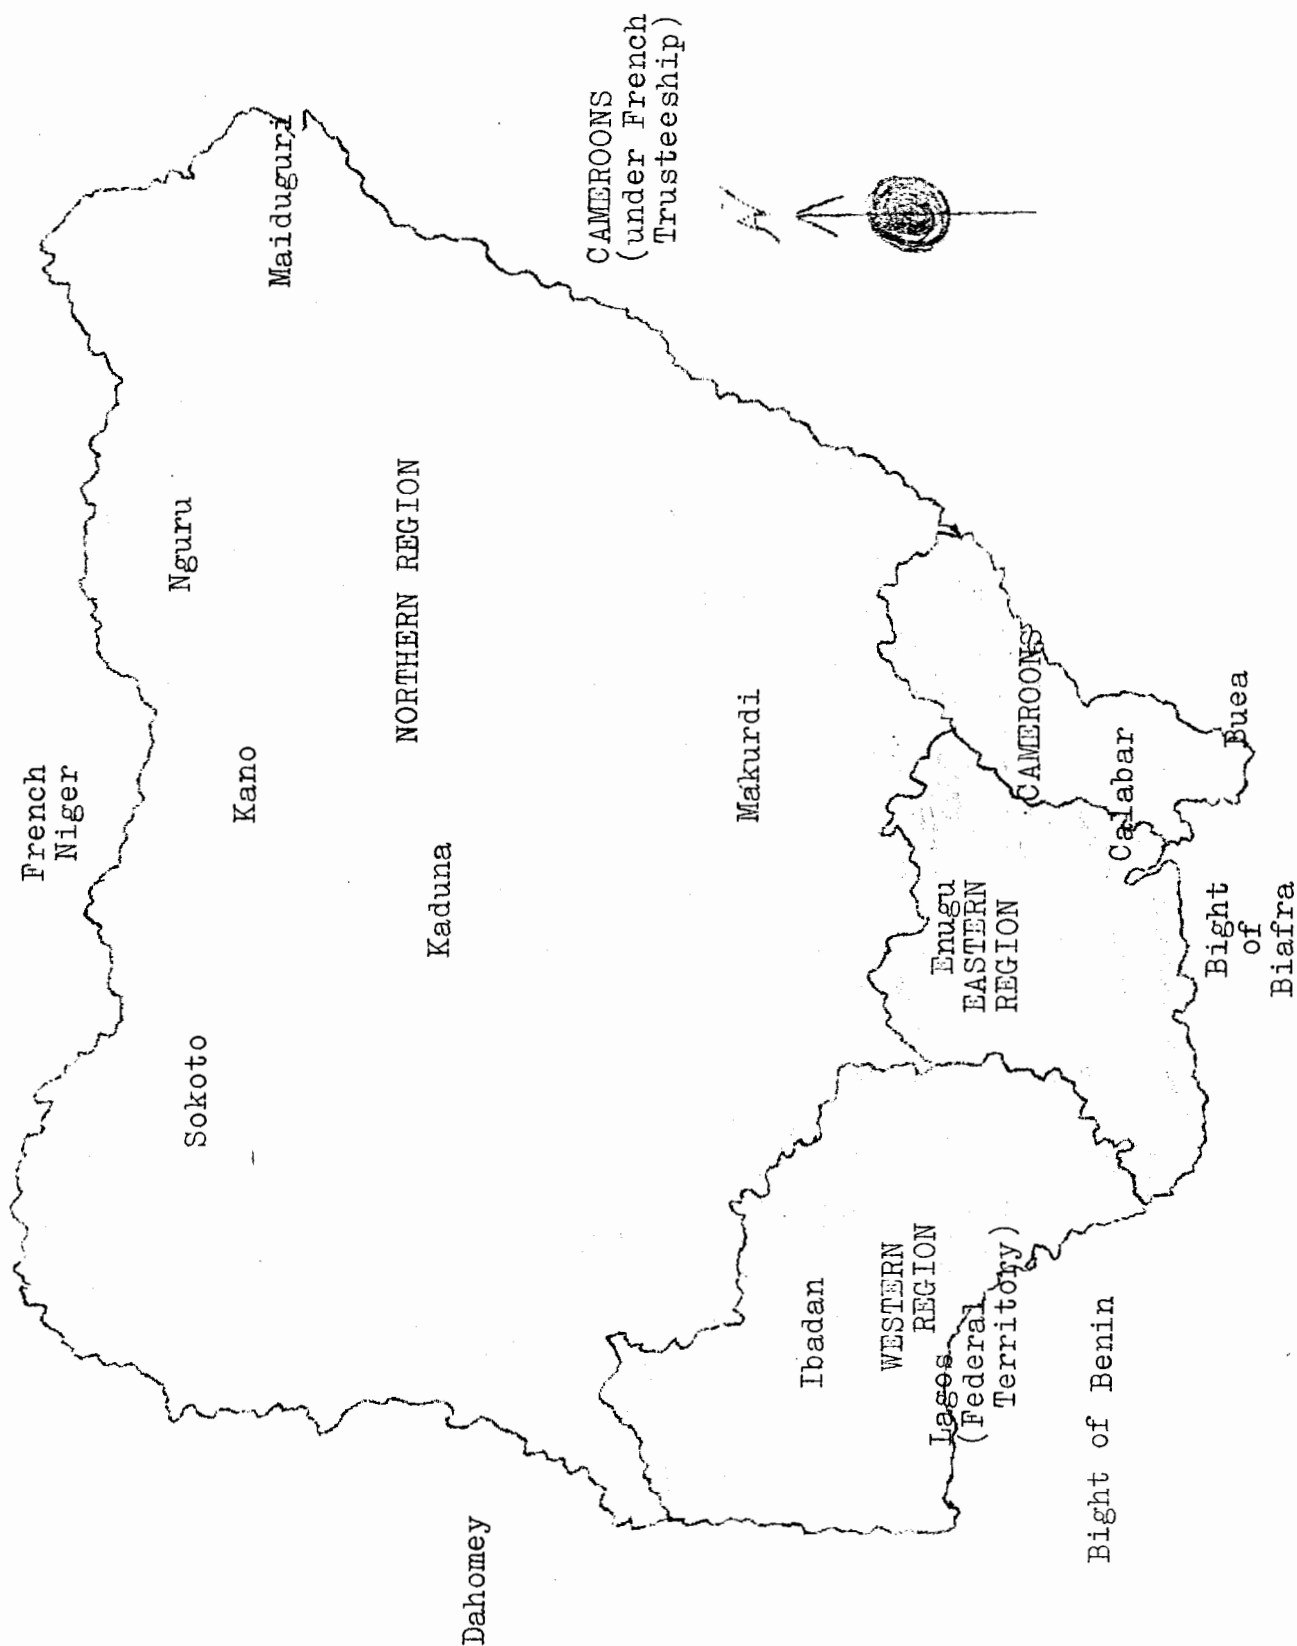 French
Niger
Sokoto
Kano
Nguru
Maiduguri
NORTHERN REGION
Kaduna
Dahomey
CAMEROONS
(under French
Trusteeship)
N
Makurdi
Ibadan
WESTERN
REGION
Lagos
(Federal
Territory)
Enugu
EASTERN
REGION
CAMEROONS
Calabar
Buea
Bight of Benin
Bight
of
Biafra